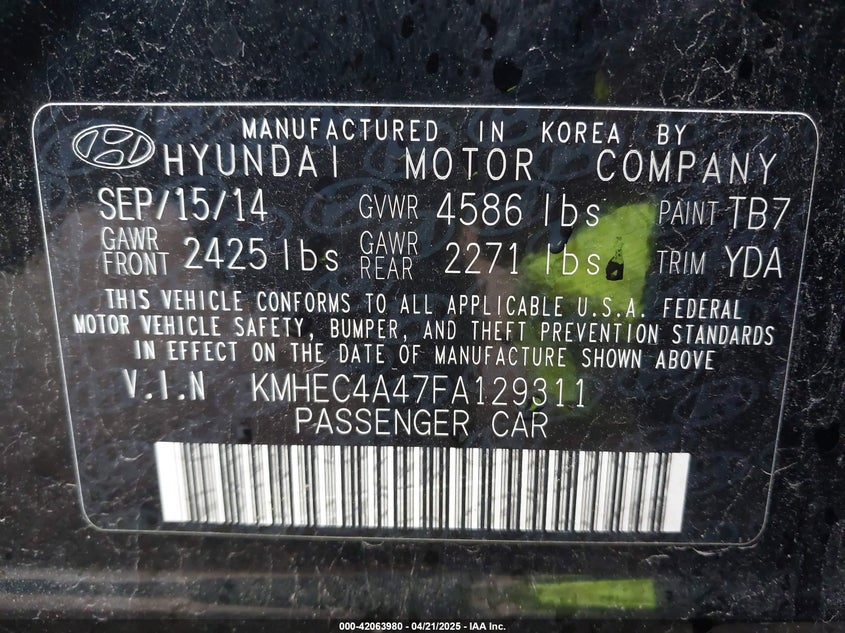 MANUFACTURED IN KOREA BY
HYUNDAI MOTOR COMPANY
SEP/15/14 GVWR 4586 lbs PAINT TB7
GAWR FRONT 2425 lbs GAWR REAR 2271 lbs TRIM YDA
THIS VEHICLE CONFORMS TO ALL APPLICABLE U.S.A. FEDERAL
MOTOR VEHICLE SAFETY, BUMPER, AND THEFT PREVENTION STANDARDS
IN EFFECT ON THE DATE OF MANUFACTURE SHOWN ABOVE
V.I.N KMHEC4A47FA129311
PASSENGER CAR
000-42063980 - 04/21/2025 - IAA Inc.